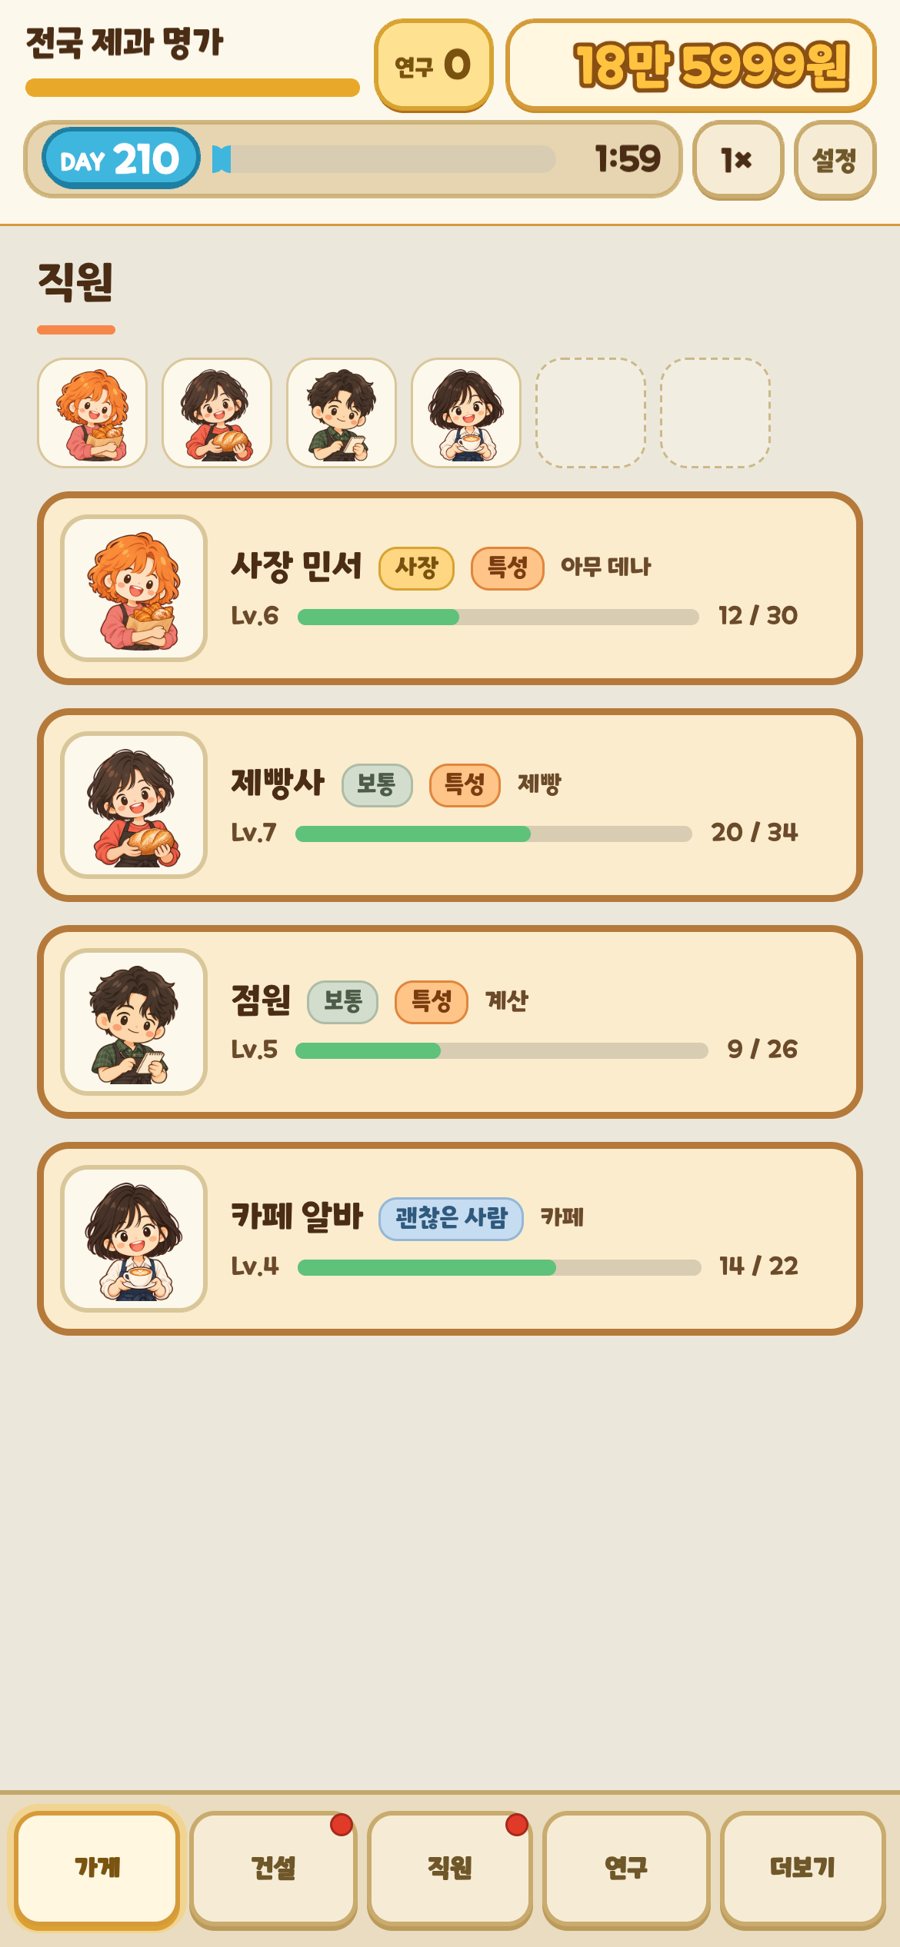 전국 제과 명가
연구 0
18만 5999원
DAY 210
1:59
1×
설정
직원
사장 민서 사장 특성 아무 데나
Lv.6 12 / 30
제빵사 보통 특성 제빵
Lv.7 20 / 34
점원 보통 특성 계산
Lv.5 9 / 26
카페 알바 괜찮은 사람 카페
Lv.4 14 / 22
가게 건설 직원 연구 더보기